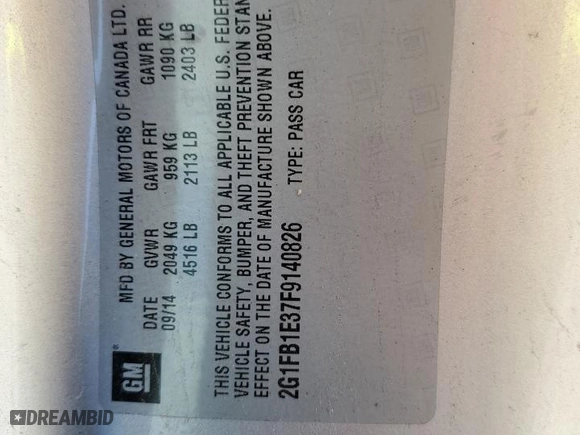 MFD BY GENERAL MOTORS OF CANADA LTD.
DATE GVWR GAWR FRT GAWR RR
09/14 2049 KG 959 KG 1090 KG
4516 LB 2113 LB 2403 LB
THIS VEHICLE CONFORMS TO ALL APPLICABLE U.S. FEDER
VEHICLE SAFETY, BUMPER, AND THEFT PREVENTION STAN
EFFECT ON THE DATE OF MANUFACTURE SHOWN ABOVE.
2G1FB1E37F9140826 TYPE: PASS CAR
GM
DREAMBID